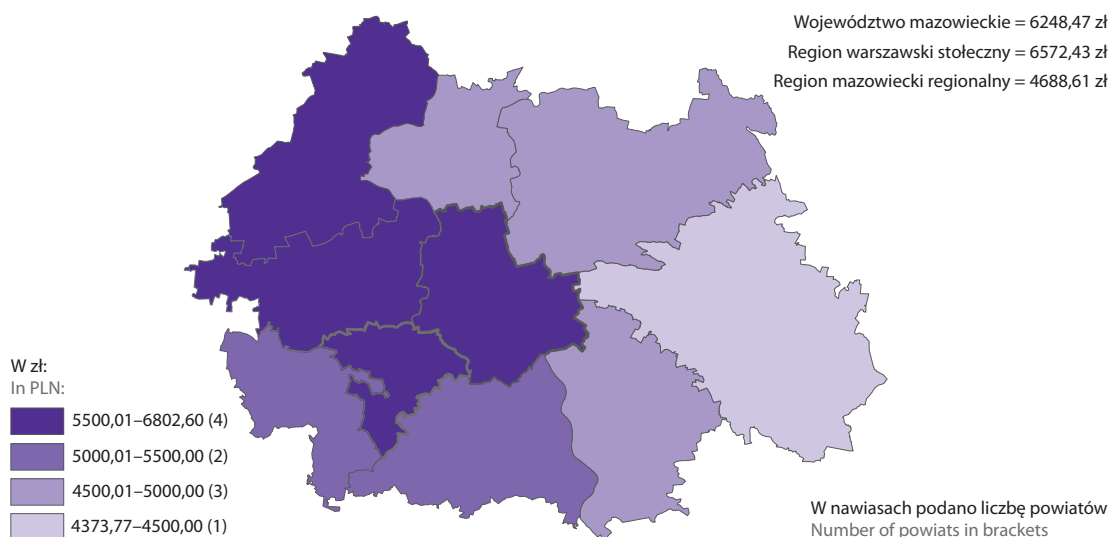 Województwo mazowieckie = 6248,47 zł
Region warszawski stołeczny = 6572,43 zł
Region mazowiecki regionalny = 4688,61 zł
W zł:
In PLN:
5500,01–6802,60 (4)
5000,01–5500,00 (2)
4500,01–5000,00 (3)
4373,77–4500,00 (1)
W nawiasach podano liczbę powiatów
Number of powiats in brackets